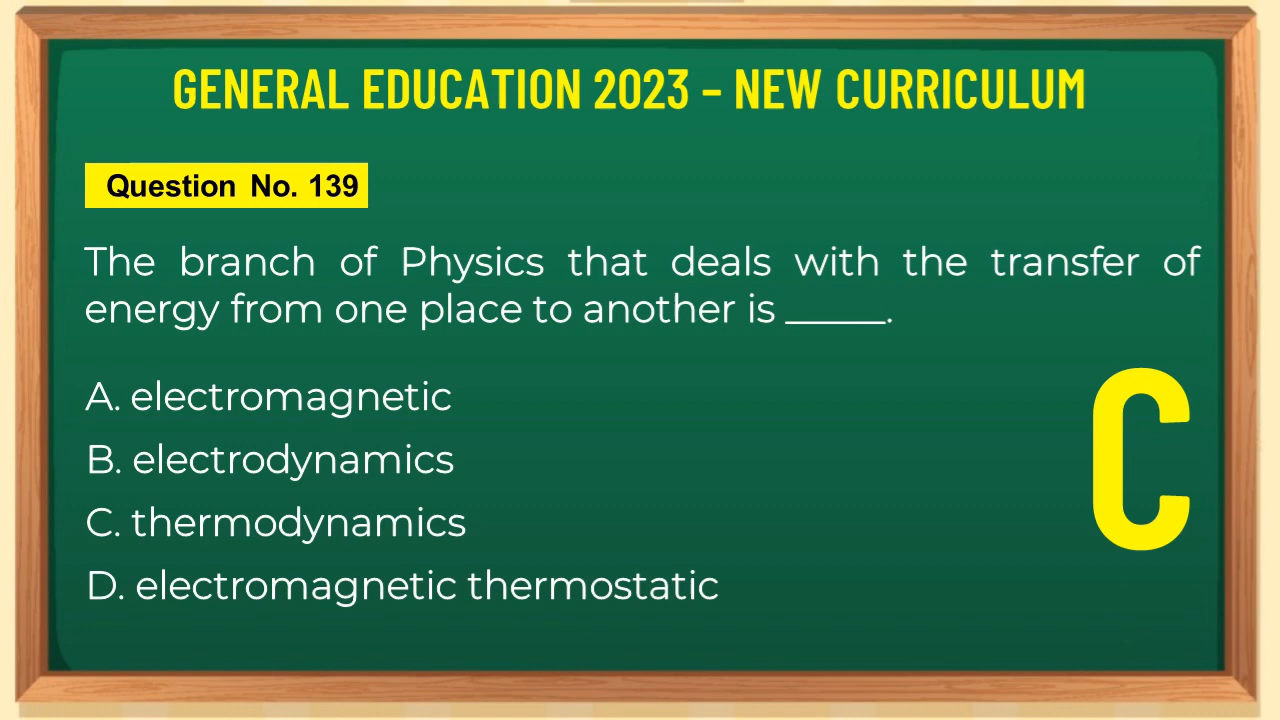 GENERAL EDUCATION 2023 – NEW CURRICULUM
Question No. 139
The branch of Physics that deals with the transfer of
energy from one place to another is _____.
A. electromagnetic
B. electrodynamics
C. thermodynamics
D. electromagnetic thermostatic
C